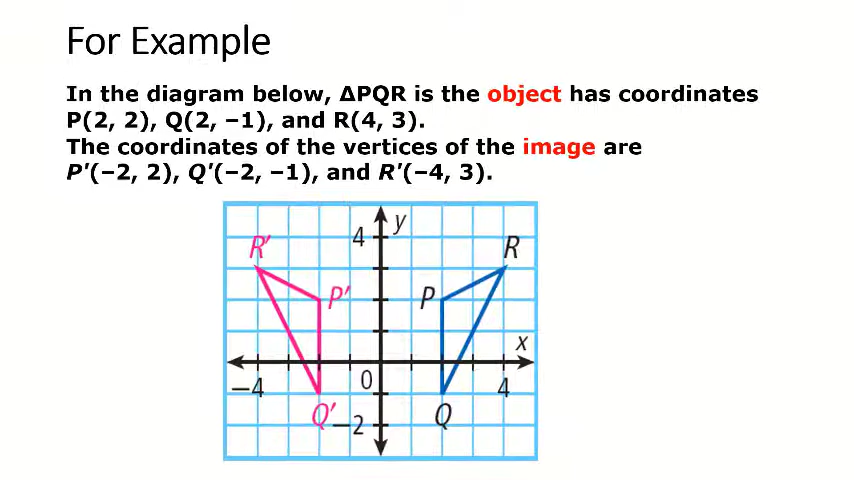 For Example
In the diagram below, ΔPQR is the object has coordinates
P(2, 2), Q(2, –1), and R(4, 3).
The coordinates of the vertices of the image are
P'(–2, 2), Q'(–2, –1), and R'(–4, 3).
4 y
R′ R
P′ P
x
–4 0 4
Q′ –2 Q